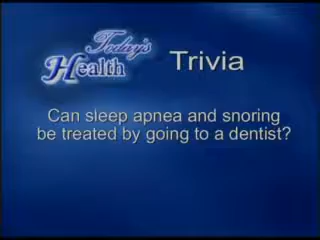 Today's
Health
Trivia
Can sleep apnea and snoring
be treated by going to a dentist?